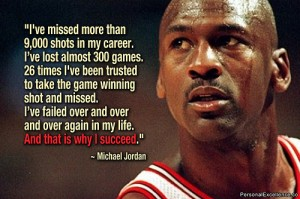 "I've missed more than
9,000 shots in my career.
I've lost almost 300 games.
26 times I've been trusted
to take the game winning
shot and missed.
I've failed over and over
and over again in my life.
And that is why I succeed."
~ Michael Jordan
PersonalExcellence.co